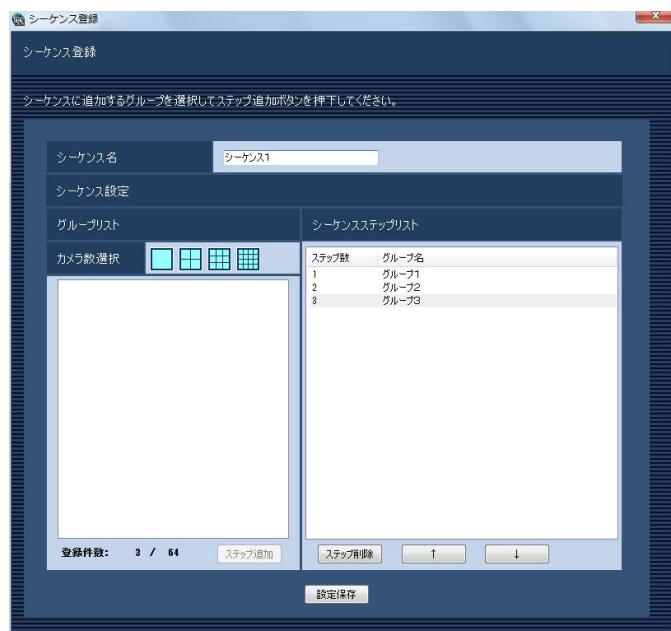 シーケンス登録
シーケンス登録
シーケンスに追加するグループを選択してステップ追加ボタンを押下してください。
シーケンス名
シーケンス1
シーケンス設定
グループリスト
シーケンスステップリスト
カメラ数選択
ステップ数 グループ名
1 グループ1
2 グループ2
3 グループ3
登録件数: 3 / 64
ステップ追加
ステップ削除
↑
↓
設定保存